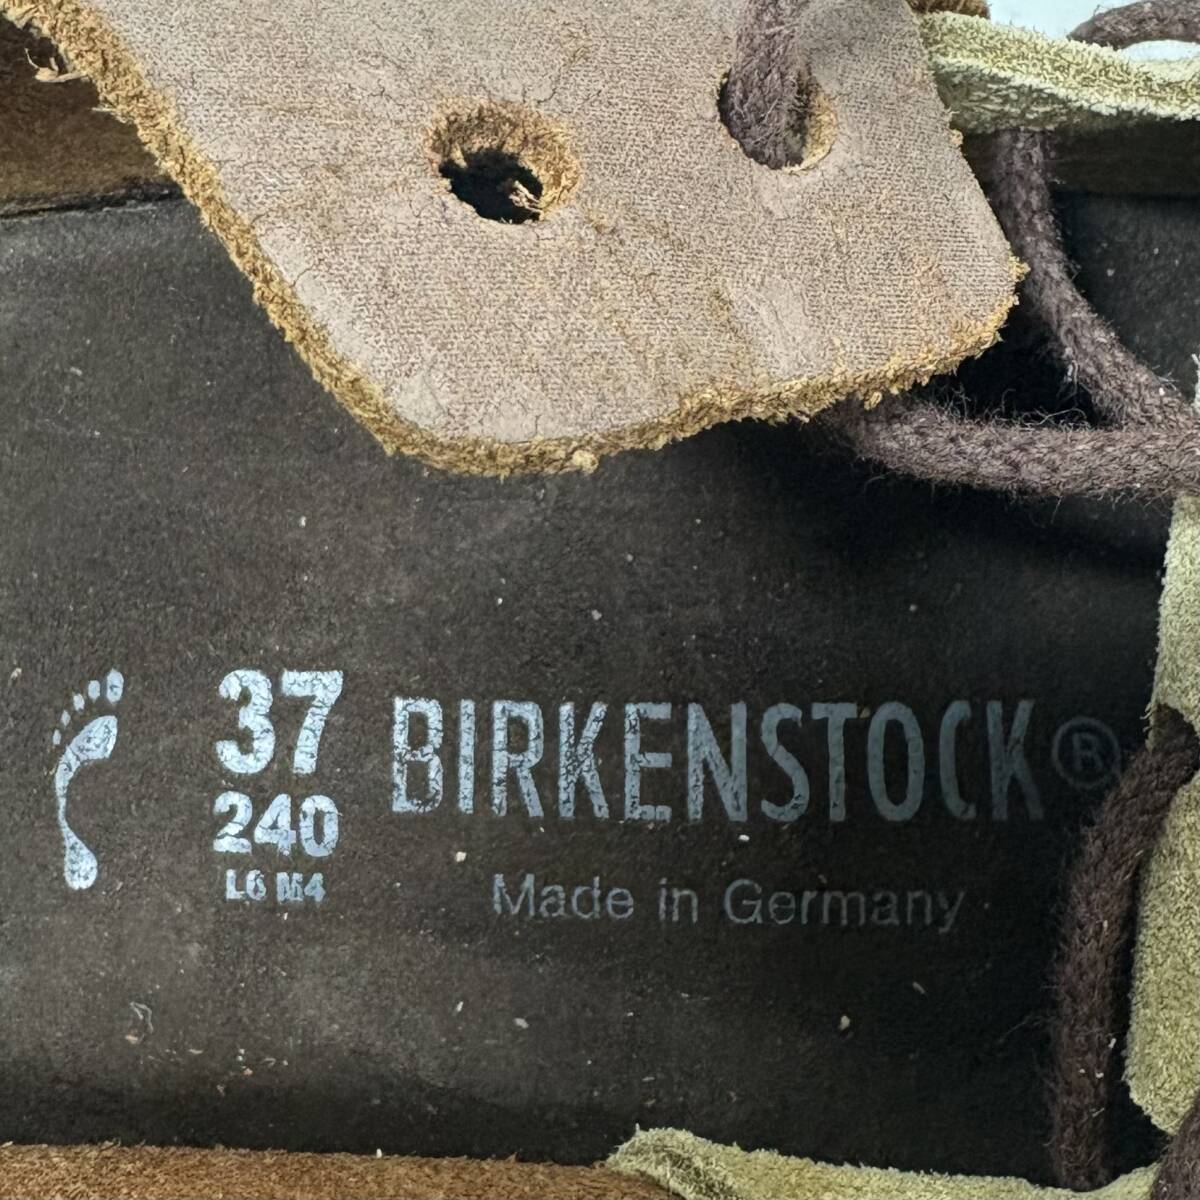 37
240
L6 M4
BIRKENSTOCK®
Made in Germany